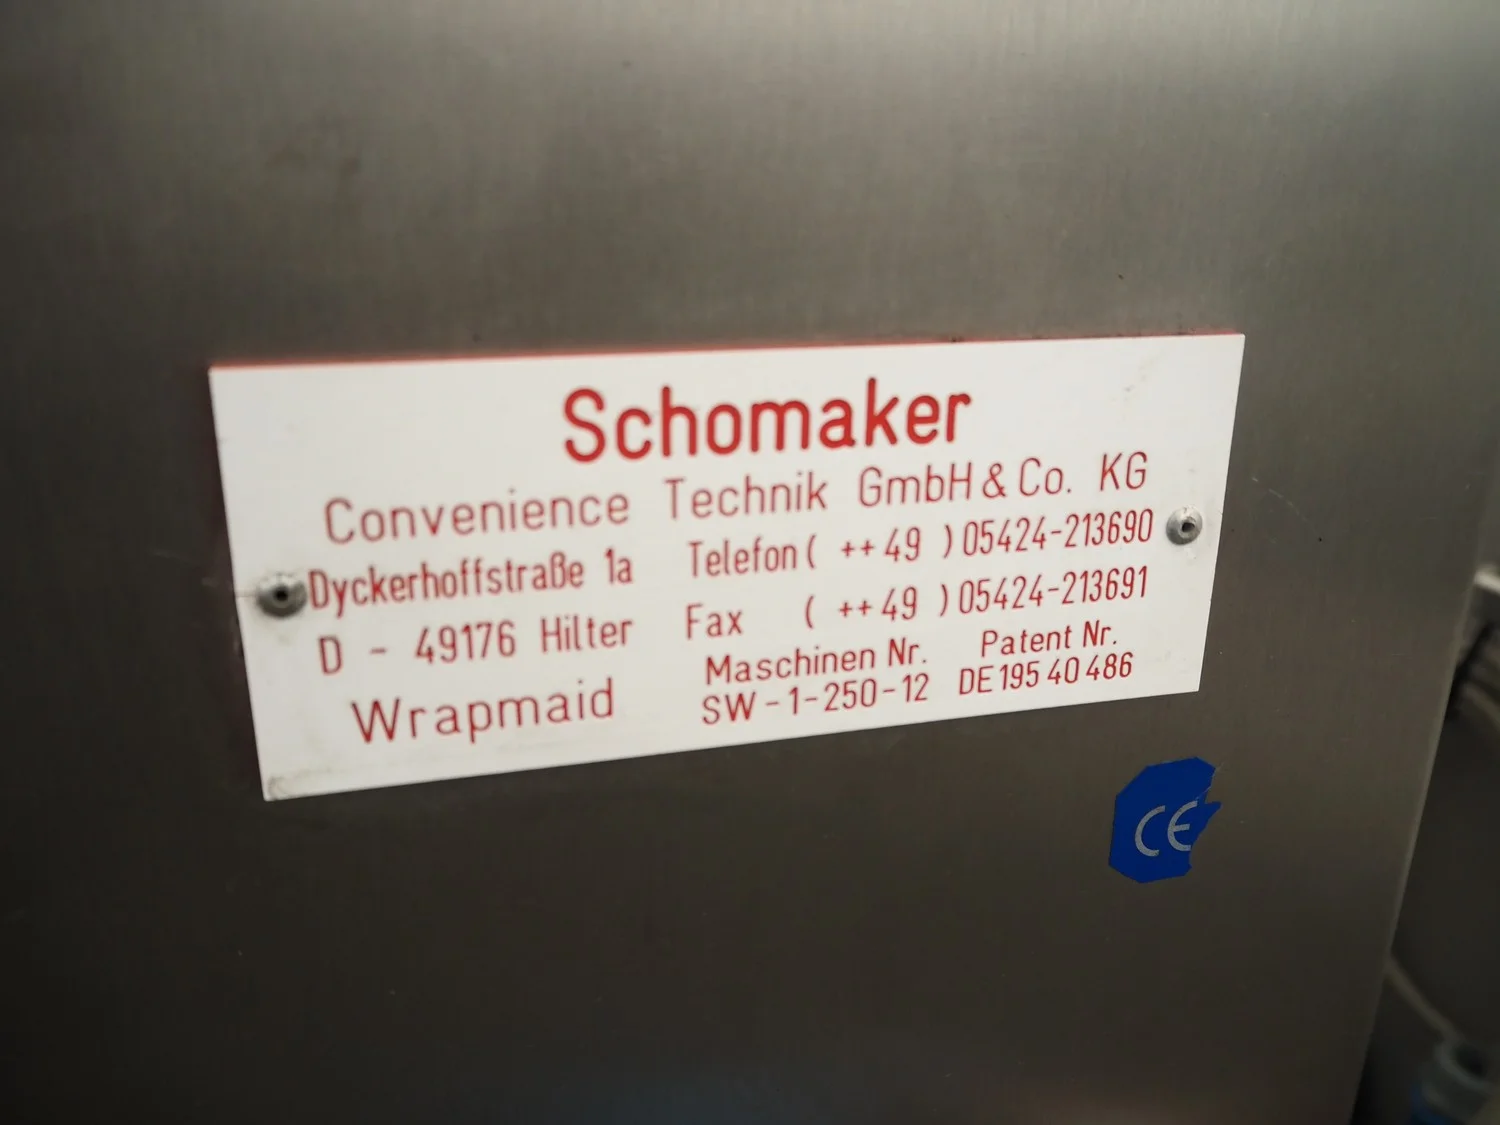 Schomaker
Convenience Technik GmbH & Co. KG
Dyckerhoffstraße 1a Telefon ( ++49 ) 05424-213690
D - 49176 Hilter Fax ( ++49 ) 05424-213691
Wrapmaid Maschinen Nr. Patent Nr.
SW-1-250-12 DE 195 40 486
CE